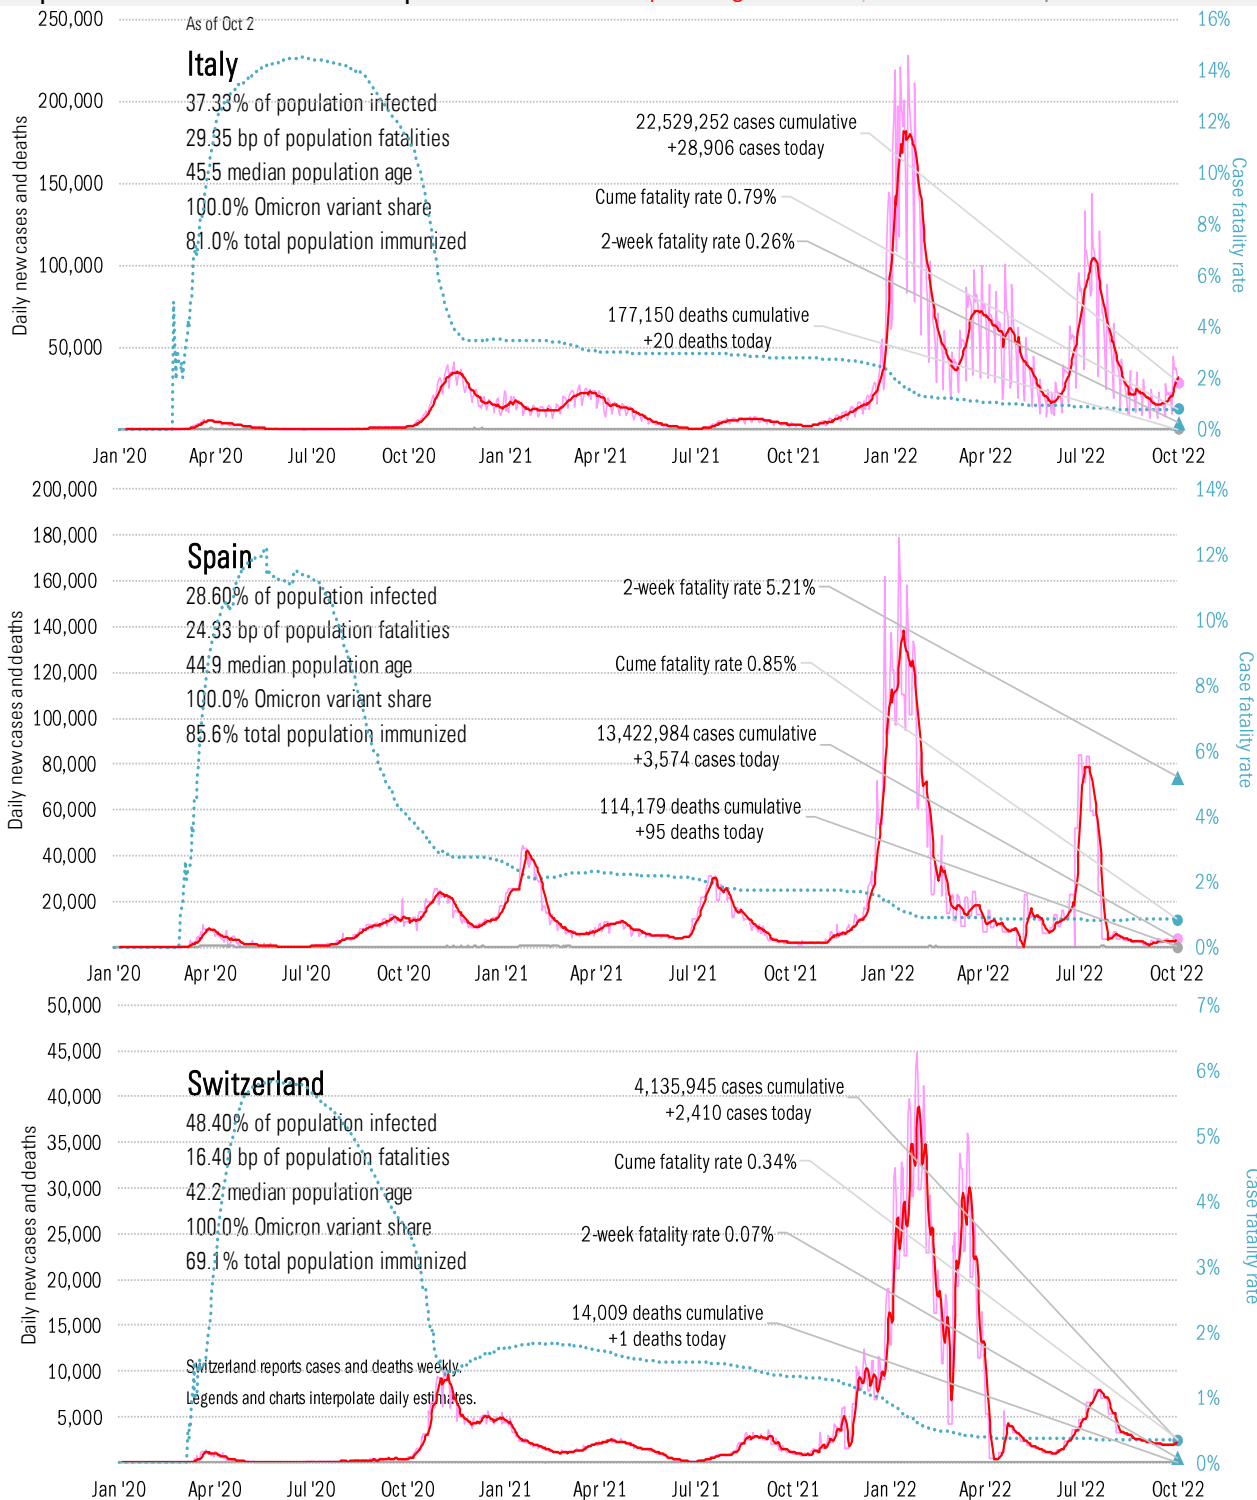 250,000
As of Oct 2
16%
Italy
14%
37.33% of population infected
200,000
22,529,252 cases cumulative
12%
29.35 bp of population fatalities
+28,906 cases today
45.5 median population age
10%
150,000
Cume fatality rate 0.79%
100.0% Omicron variant share
8%
81.0% total population immunized
2-week fatality rate 0.26%
100,000
6%
177,150 deaths cumulative
4%
+20 deaths today
50,000
2%
0%
Daily new cases and deaths
Case fatality rate
Jan '20 Apr '20 Jul '20 Oct '20 Jan '21 Apr '21 Jul '21 Oct '21 Jan '22 Apr '22 Jul '22 Oct '22
200,000
14%
180,000
Spain
12%
160,000
2-week fatality rate 5.21%
28.60% of population infected
140,000
24.33 bp of population fatalities
10%
120,000
44.9 median population age
Cume fatality rate 0.85%
8%
100.0% Omicron variant share
100,000
85.6% total population immunized
13,422,984 cases cumulative
6%
80,000
+3,574 cases today
60,000
114,179 deaths cumulative
4%
+95 deaths today
40,000
2%
20,000
0%
Daily new cases and deaths
Case fatality rate
Jan '20 Apr '20 Jul '20 Oct '20 Jan '21 Apr '21 Jul '21 Oct '21 Jan '22 Apr '22 Jul '22 Oct '22
50,000
7%
45,000
6%
Switzerland
4,135,945 cases cumulative
40,000
+2,410 cases today
48.40% of population infected
35,000
5%
16.40 bp of population fatalities
Cume fatality rate 0.34%
30,000
42.2 median population age
4%
100.0% Omicron variant share
25,000
2-week fatality rate 0.07%
69.1% total population immunized
3%
20,000
14,009 deaths cumulative
15,000
+1 deaths today
2%
10,000
Switzerland reports cases and deaths weekly.
1%
Legends and charts interpolate daily estimates.
5,000
0%
Daily new cases and deaths
Case fatality rate
Jan '20 Apr '20 Jul '20 Oct '20 Jan '21 Apr '21 Jul '21 Oct '21 Jan '22 Apr '22 Jul '22 Oct '22